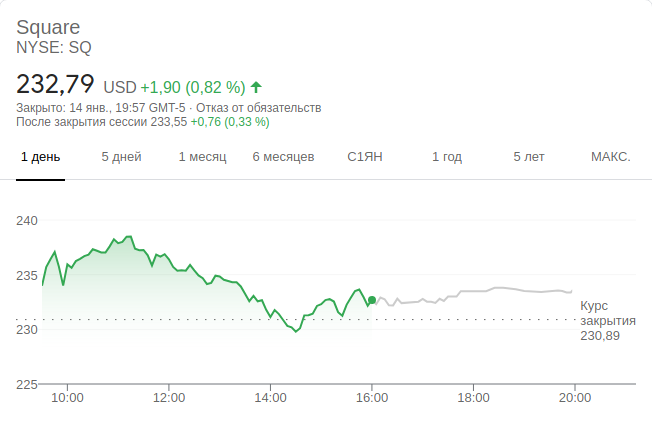 Square
NYSE: SQ
232,79 USD +1,90 (0,82 %)
Закрыто: 14 янв., 19:57 GMT-5 · Отказ от обязательств
После закрытия сессии 233,55 +0,76 (0,33 %)
1 день 5 дней 1 месяц 6 месяцев С1ЯН 1 год 5 лет МАКС.
240
235
230
225
Курс
закрытия
230,89
10:00 12:00 14:00 16:00 18:00 20:00